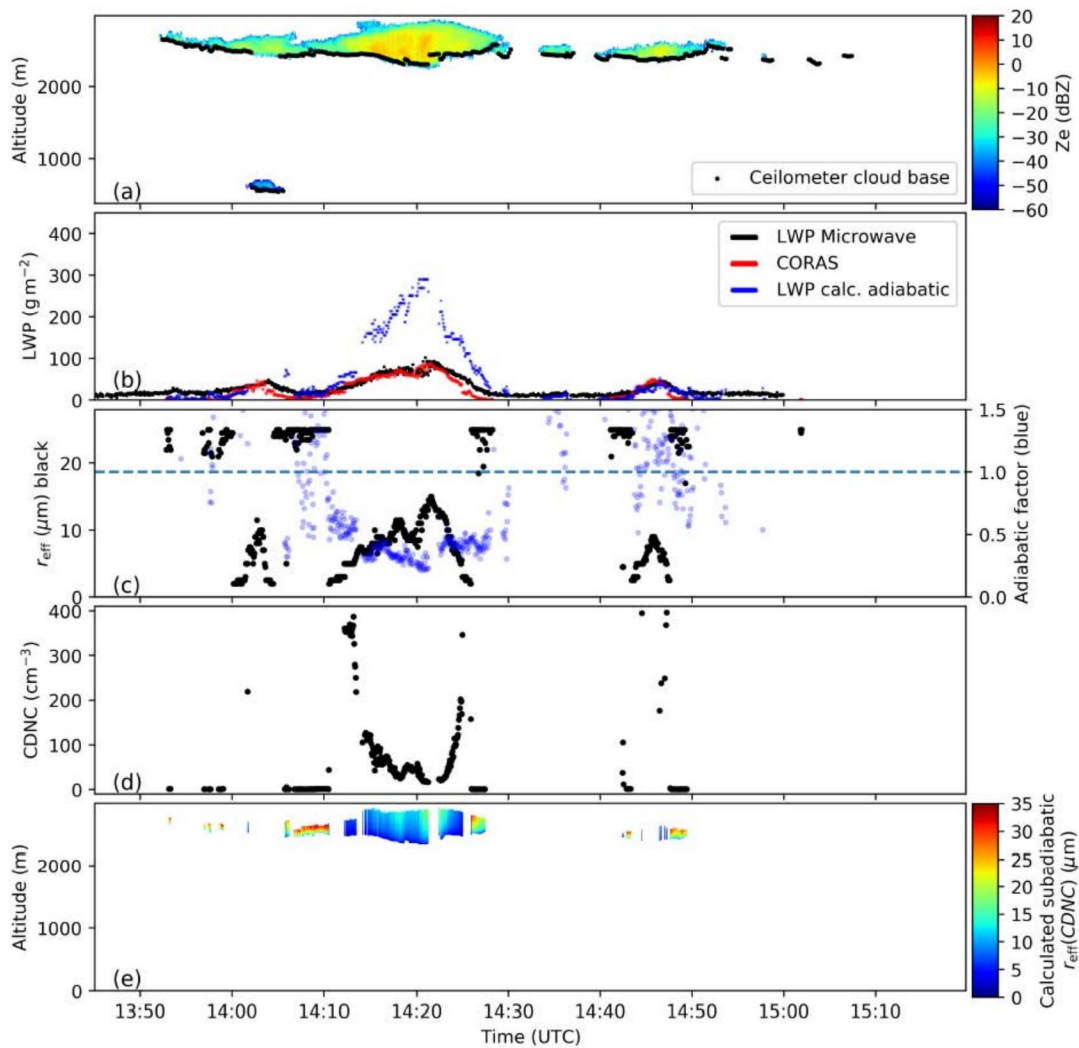 20
10
0
−10
−20
−30
−40
−50
−60
Ze (dBZ)
2000
1000
Altitude (m)
(a)
Ceilometer cloud base
400
300
200
100
0
LWP (g m−2)
(b)
LWP Microwave
CORAS
LWP calc. adiabatic
20
10
0
reff (μm) black
(c)
1.5
1.0
0.5
0.0
Adiabatic factor (blue)
400
300
200
100
0
CDNC (cm−3)
(d)
2000
1000
0
Altitude (m)
(e)
35
30
25
20
15
10
5
0
Calculated subadiabatic
reff(CDNC) (μm)
13:50 14:00 14:10 14:20 14:30 14:40 14:50 15:00 15:10
Time (UTC)